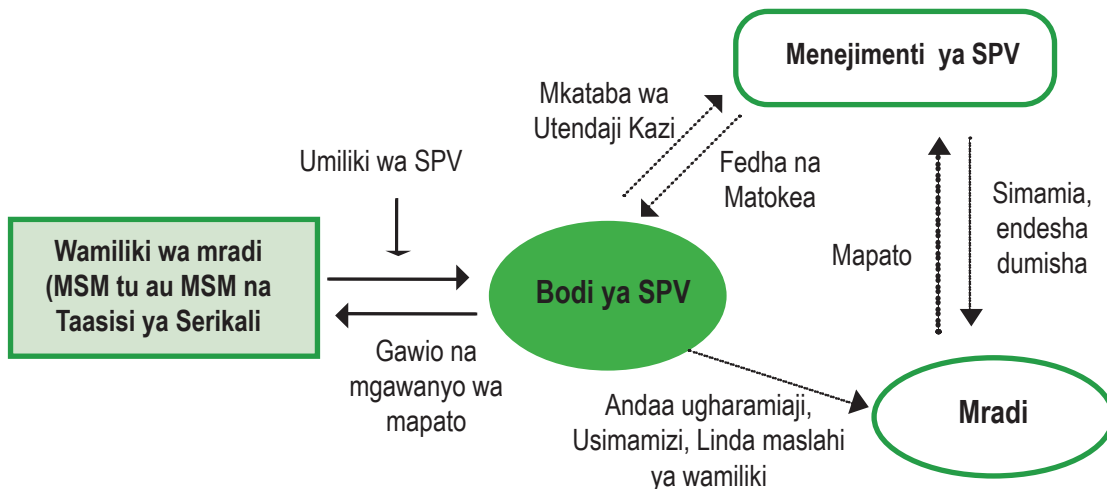 Menejimenti ya SPV
Mkataba wa
Utendaji Kazi
Umiliki wa SPV
Fedha na
Matokea
Simamia,
endesha
dumisha
Mapato
Wamiliki wa mradi
(MSM tu au MSM na
Taasisi ya Serikali
Bodi ya SPV
Gawio na
mgawanyo wa
mapato
Andaa ugharamiaji,
Usimamizi, Linda maslahi
ya wamiliki
Mradi